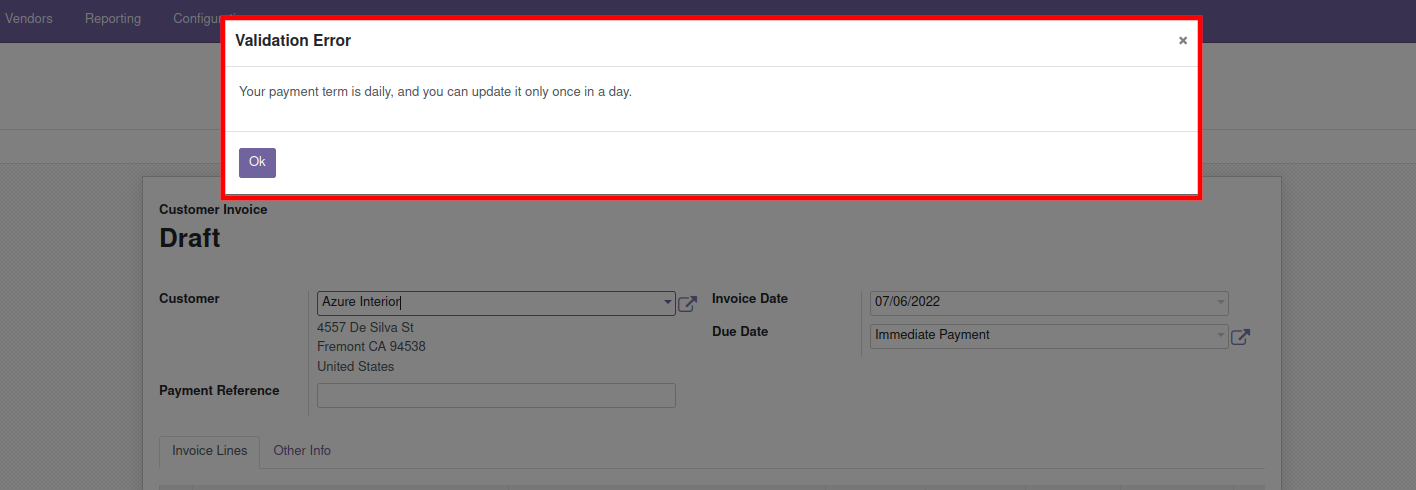 Vendors Reporting
Validation Error ×
Your payment term is daily, and you can update it only once in a day.
Ok
Customer Invoice
Draft
Customer Azure Interior Invoice Date 07/06/2022
4557 De Silva St
Due Date Immediate Payment
Fremont CA 94538
United States
Payment Reference
Invoice Lines Other Info